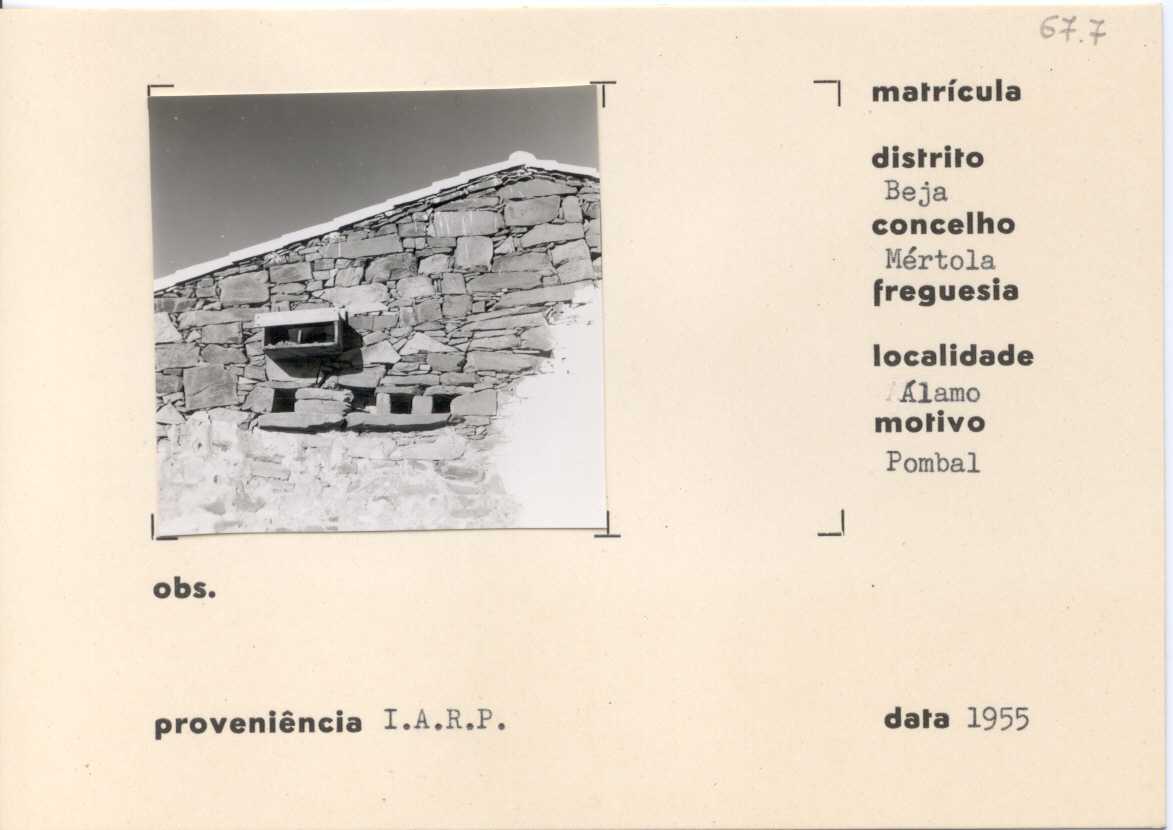 67.7
matrícula
distrito
Beja
concelho
Mértola
freguesia
localidade
Álamo
motivo
Pombal
obs.
proveniência I.A.R.P.
data 1955